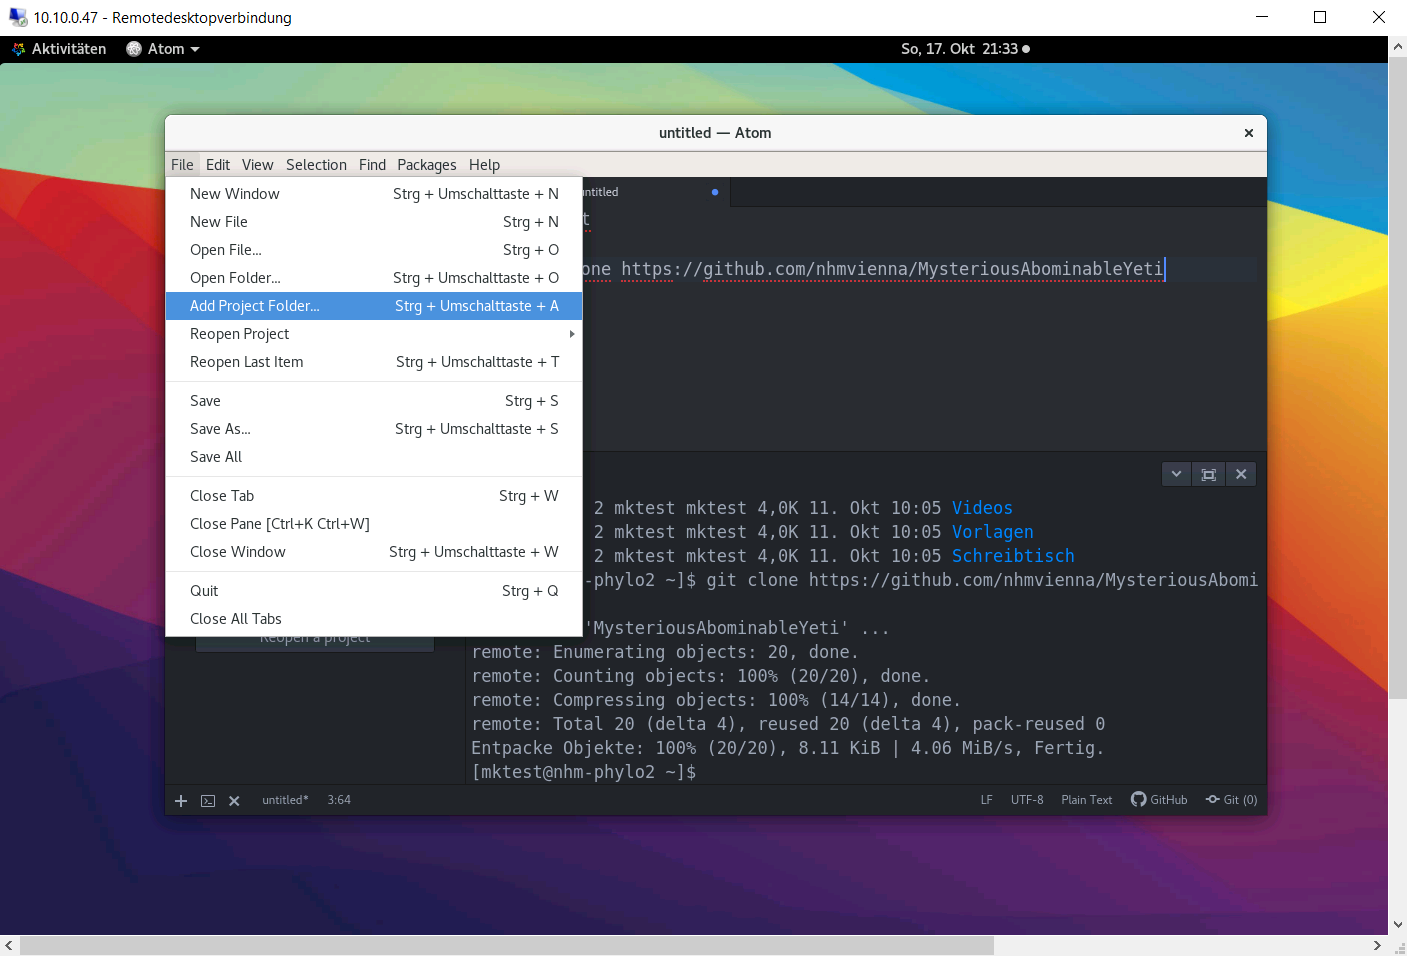 10.10.0.47 - Remotedesktopverbindung
Aktivitäten Atom So, 17. Okt 21:33
untitled — Atom
File Edit View Selection Find Packages Help
New Window Strg + Umschalttaste + N
New File Strg + N
Open File... Strg + O
Open Folder... Strg + Umschalttaste + O
Add Project Folder... Strg + Umschalttaste + A
Reopen Project
Reopen Last Item Strg + Umschalttaste + T
Save Strg + S
Save As... Strg + Umschalttaste + S
Save All
Close Tab Strg + W
Close Pane [Ctrl+K Ctrl+W]
Close Window Strg + Umschalttaste + W
Quit Strg + Q
Close All Tabs
Reopen a project
untitled
t
one https://github.com/nhmvienna/MysteriousAbominableYeti
2 mktest mktest 4,0K 11. Okt 10:05 Videos
2 mktest mktest 4,0K 11. Okt 10:05 Vorlagen
2 mktest mktest 4,0K 11. Okt 10:05 Schreibtisch
-phylo2 ~]$ git clone https://github.com/nhmvienna/MysteriousAbomi
'MysteriousAbominableYeti' ...
remote: Enumerating objects: 20, done.
remote: Counting objects: 100% (20/20), done.
remote: Compressing objects: 100% (14/14), done.
remote: Total 20 (delta 4), reused 20 (delta 4), pack-reused 0
Entpacke Objekte: 100% (20/20), 8.11 KiB | 4.06 MiB/s, Fertig.
[mktest@nhm-phylo2 ~]$
untitled* 3:64 LF UTF-8 Plain Text GitHub Git (0)